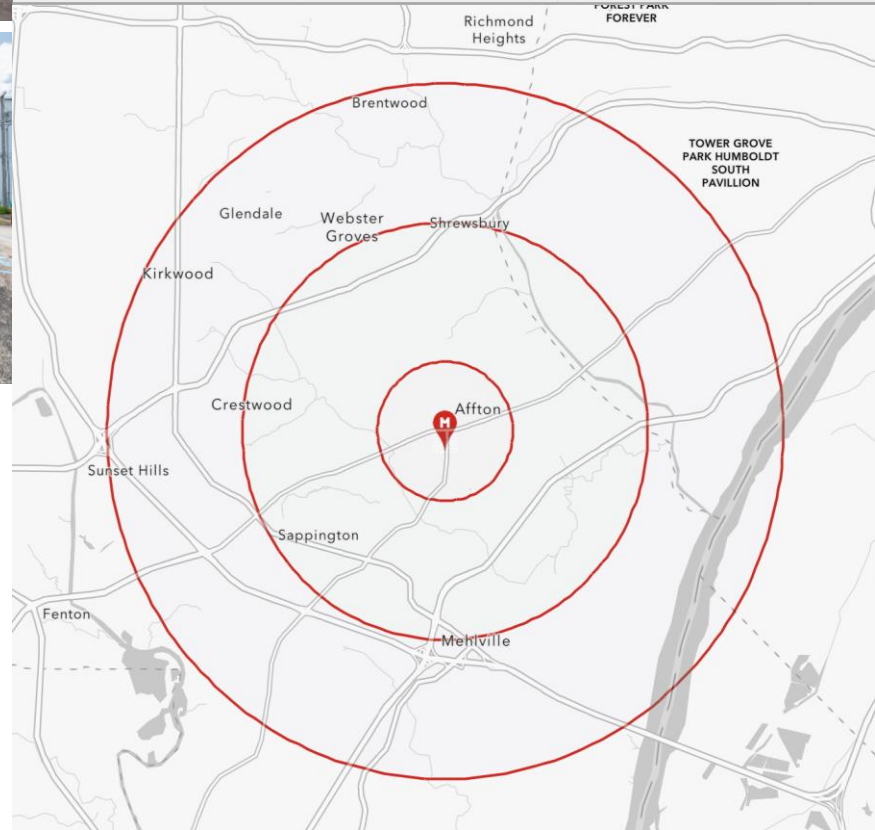 FOREST PARK
FOREVER
Richmond
Heights
Brentwood
TOWER GROVE
PARK HUMBOLDT
SOUTH
PAVILLION
Glendale
Webster
Groves
Shrewsbury
Kirkwood
Crestwood
Affton
M
Sunset Hills
Sappington
Fenton
Mehlville